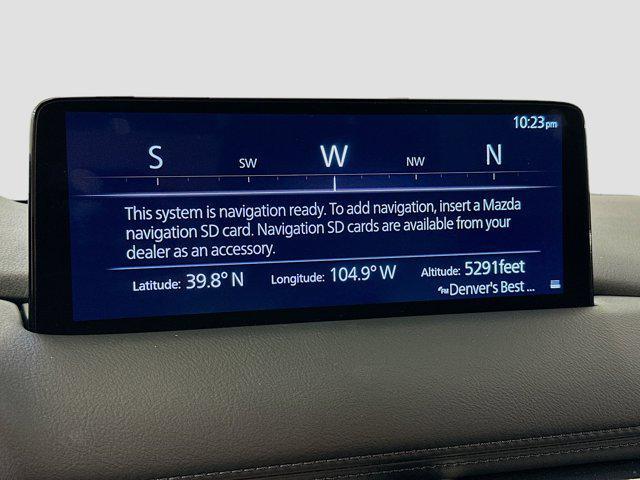 10:23pm
S SW W NW N
This system is navigation ready. To add navigation, insert a Mazda
navigation SD card. Navigation SD cards are available from your
dealer as an accessory.
Latitude: 39.8° N Longitude: 104.9° W Altitude: 5291feet
FM Denver's Best ...